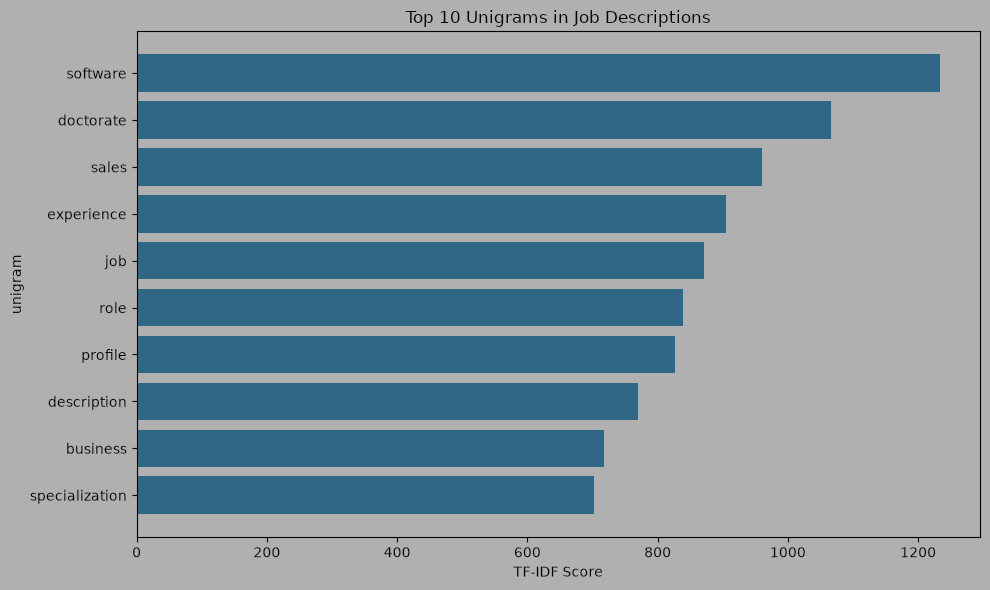 Top 10 Unigrams in Job Descriptions
unigram
software
doctorate
sales
experience
job
role
profile
description
business
specialization
0 200 400 600 800 1000 1200
TF-IDF Score